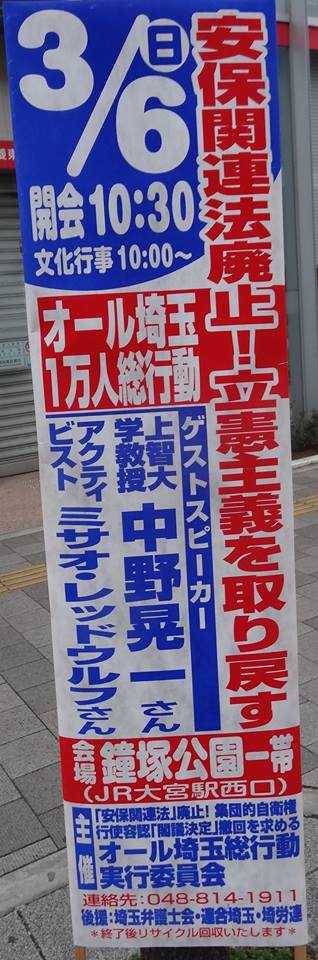 安保関連法廃止!立憲主義を取り戻す
3/6
日
開会10:30
文化行事10:00～
オール埼玉
1万人総行動
ゲストスピーカー
上智大
学教授
中野晃一さん
アクティ
ビスト
ミサオ・レッドウルフさん
会場
鐘塚公園一帯
(JR大宮駅西口)
主催
「安保関連法」廃止!集団的自衛権
行使容認「閣議決定」撤回を求める
オール埼玉総行動
実行委員会
連絡先:048-814-1911
後援:埼玉弁護士会・連合埼玉・埼労連
*終了後リサイクル回収いたします*